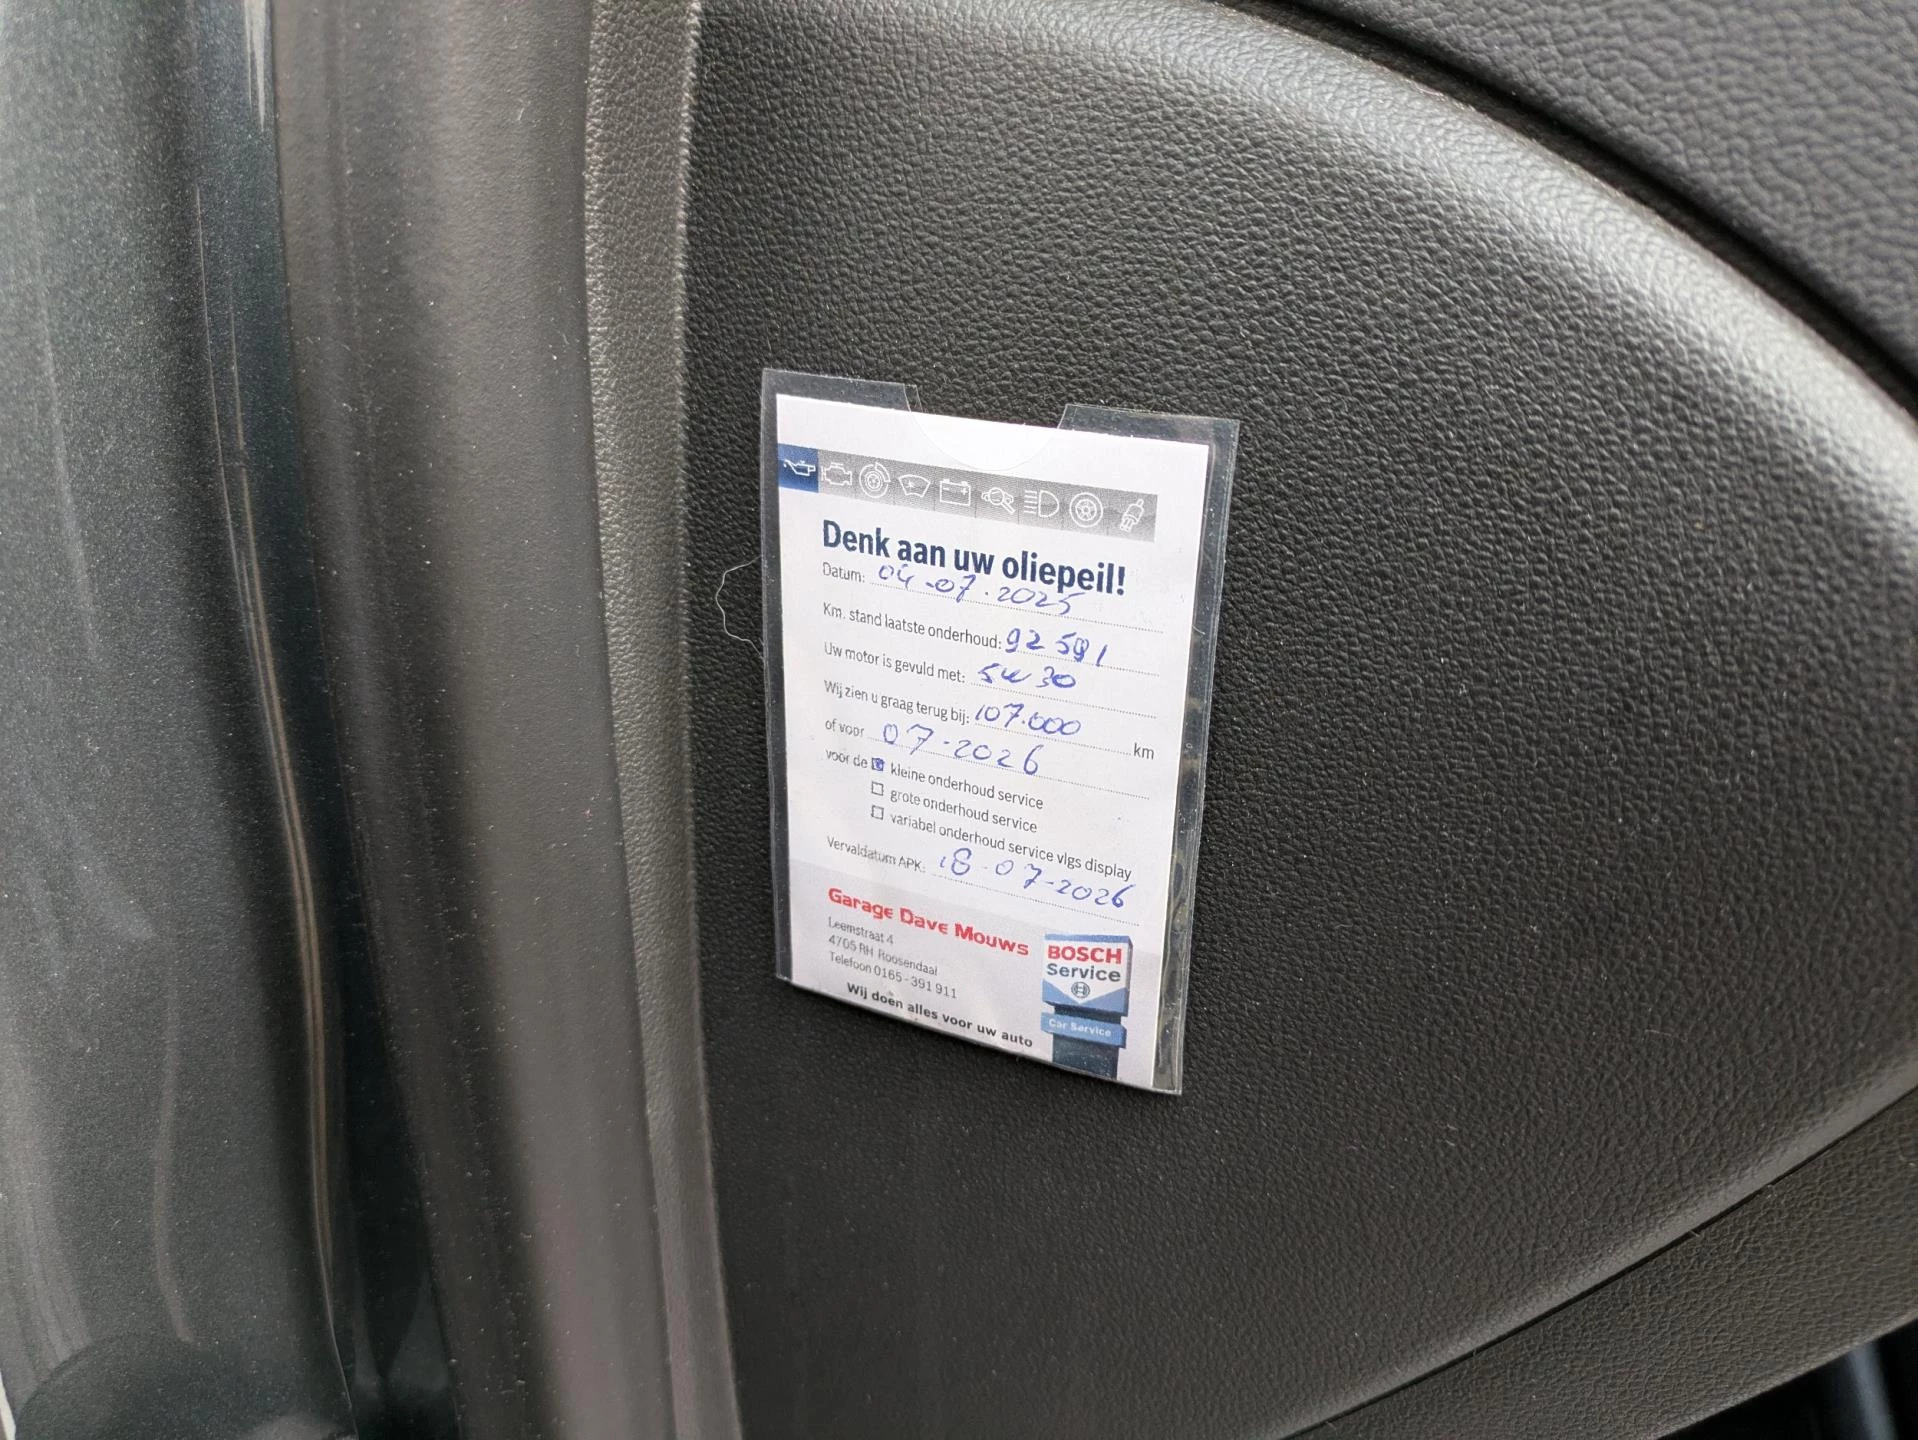 Denk aan uw oliepeil!
Datum: 04-07.2025
Km. stand laatste onderhoud: 92 591
Uw motor is gevuld met: 5W30
Wij zien u graag terug bij: 107.000 km
of voor 07-2026
voor de kleine onderhoud service
grote onderhoud service
variabel onderhoud service vlgs display
Vervaldatum APK: 18-07-2026
Garage Dave Mouws
Leemstraat 4
4705 RH Roosendaal
Telefoon 0165 - 391 911
Wij doen alles voor uw auto
BOSCH
Service
Car Service